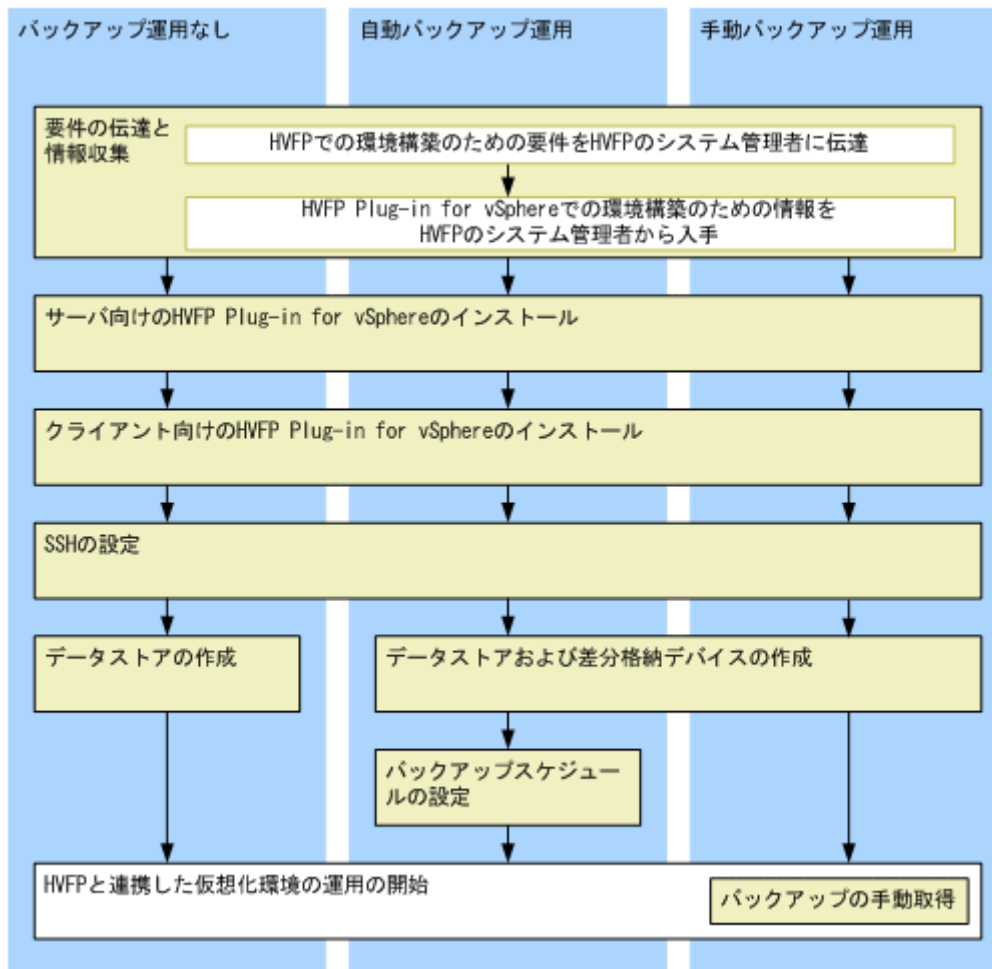 バックアップ運用なし
自動バックアップ運用
手動バックアップ運用
要件の伝達と
情報収集
HVFPでの環境構築のための要件をHVFPのシステム管理者に伝達
HVFP Plug-in for vSphereでの環境構築のための情報を
HVFPのシステム管理者から入手
サーバ向けのHVFP Plug-in for vSphereのインストール
クライアント向けのHVFP Plug-in for vSphereのインストール
SSHの設定
データストアの作成
データストアおよび差分格納デバイスの作成
バックアップスケジュー
ルの設定
HVFPと連携した仮想化環境の運用の開始
バックアップの手動取得